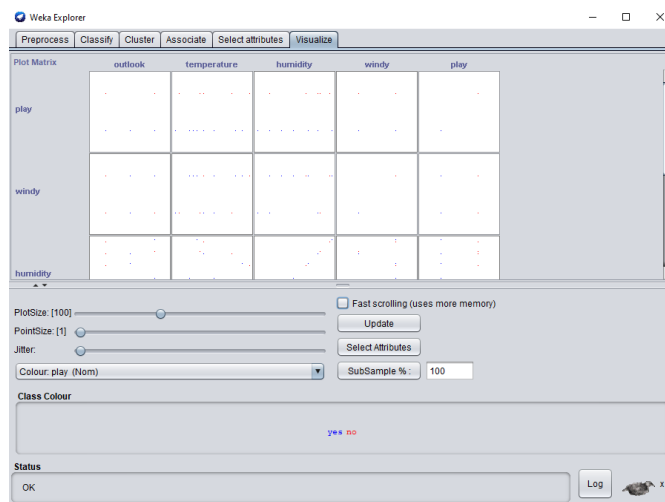 Weka Explorer
Preprocess Classify Cluster Associate Select attributes Visualize
Plot Matrix outlook temperature humidity windy play
play
windy
humidity
Fast scrolling (uses more memory)
PlotSize: [100]
Update
PointSize: [1]
Jitter:
Select Attributes
Colour: play (Nom)
SubSample % :
100
Class Colour
yes no
Status
OK
Log
x